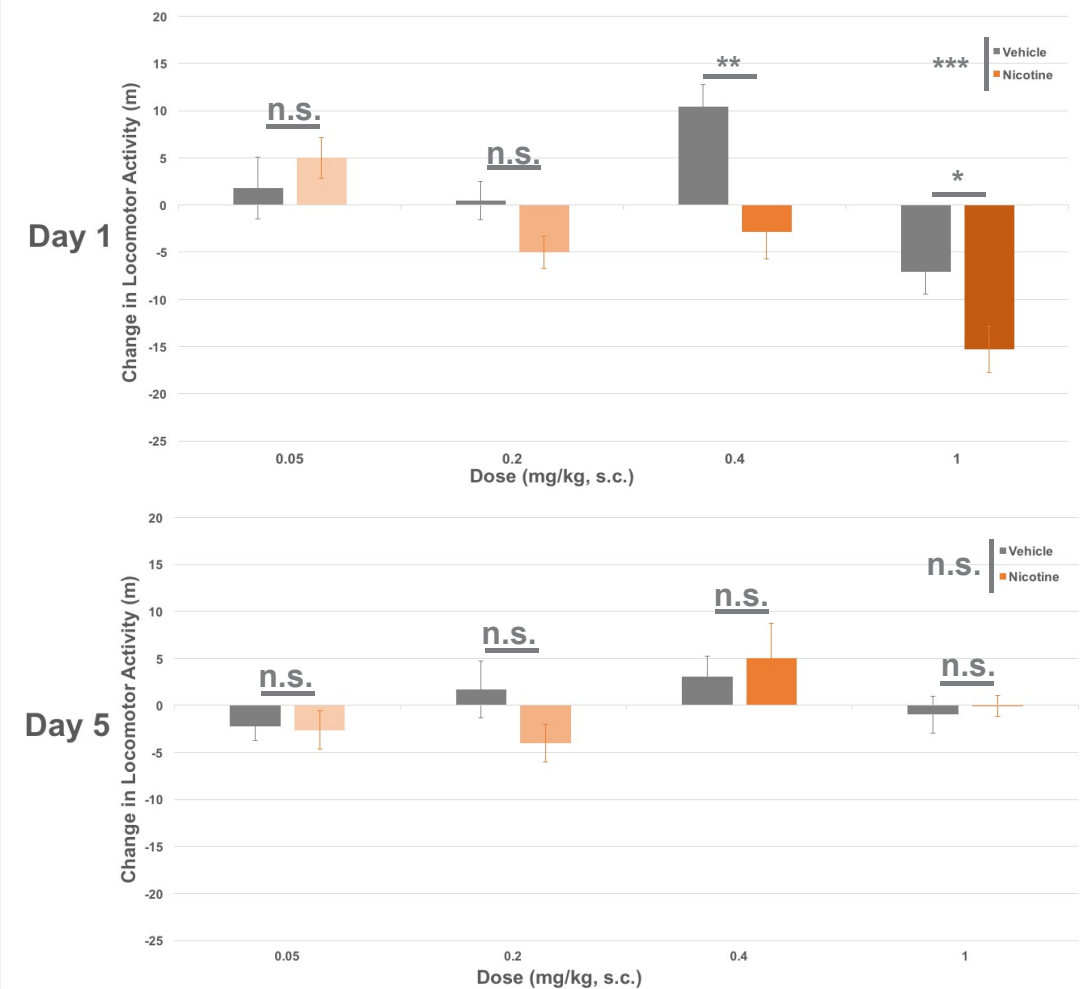 Day 1
Change in Locomotor Activity (m)
20
15
10
5
0
-5
-10
-15
-20
-25
n.s.
n.s.
**
*
***
Vehicle
Nicotine
0.05
0.2
0.4
1
Dose (mg/kg, s.c.)
Day 5
Change in Locomotor Activity (m)
20
15
10
5
0
-5
-10
-15
-20
-25
n.s.
n.s.
n.s.
n.s.
n.s.
Vehicle
Nicotine
0.05
0.2
0.4
1
Dose (mg/kg, s.c.)